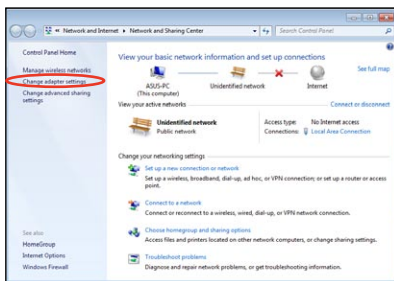 Network and Internet ▸ Network and Sharing Center
Search Control Panel
Control Panel Home
Manage wireless networks
Change adapter settings
Change advanced sharing
settings
View your basic network information and set up connections
See full map
ASUS-PC
(This computer)
Unidentified network
Internet
View your active networks
Connect or disconnect
Unidentified network
Public network
Access type: No Internet access
Connections: Local Area Connection
Change your networking settings
Set up a new connection or network
Set up a wireless, broadband, dial-up, ad hoc, or VPN connection; or set up a router or access
point.
Connect to a network
Connect or reconnect to a wireless, wired, dial-up, or VPN network connection.
Choose homegroup and sharing options
Access files and printers located on other network computers, or change sharing settings.
Troubleshoot problems
Diagnose and repair network problems, or get troubleshooting information.
See also
HomeGroup
Internet Options
Windows Firewall